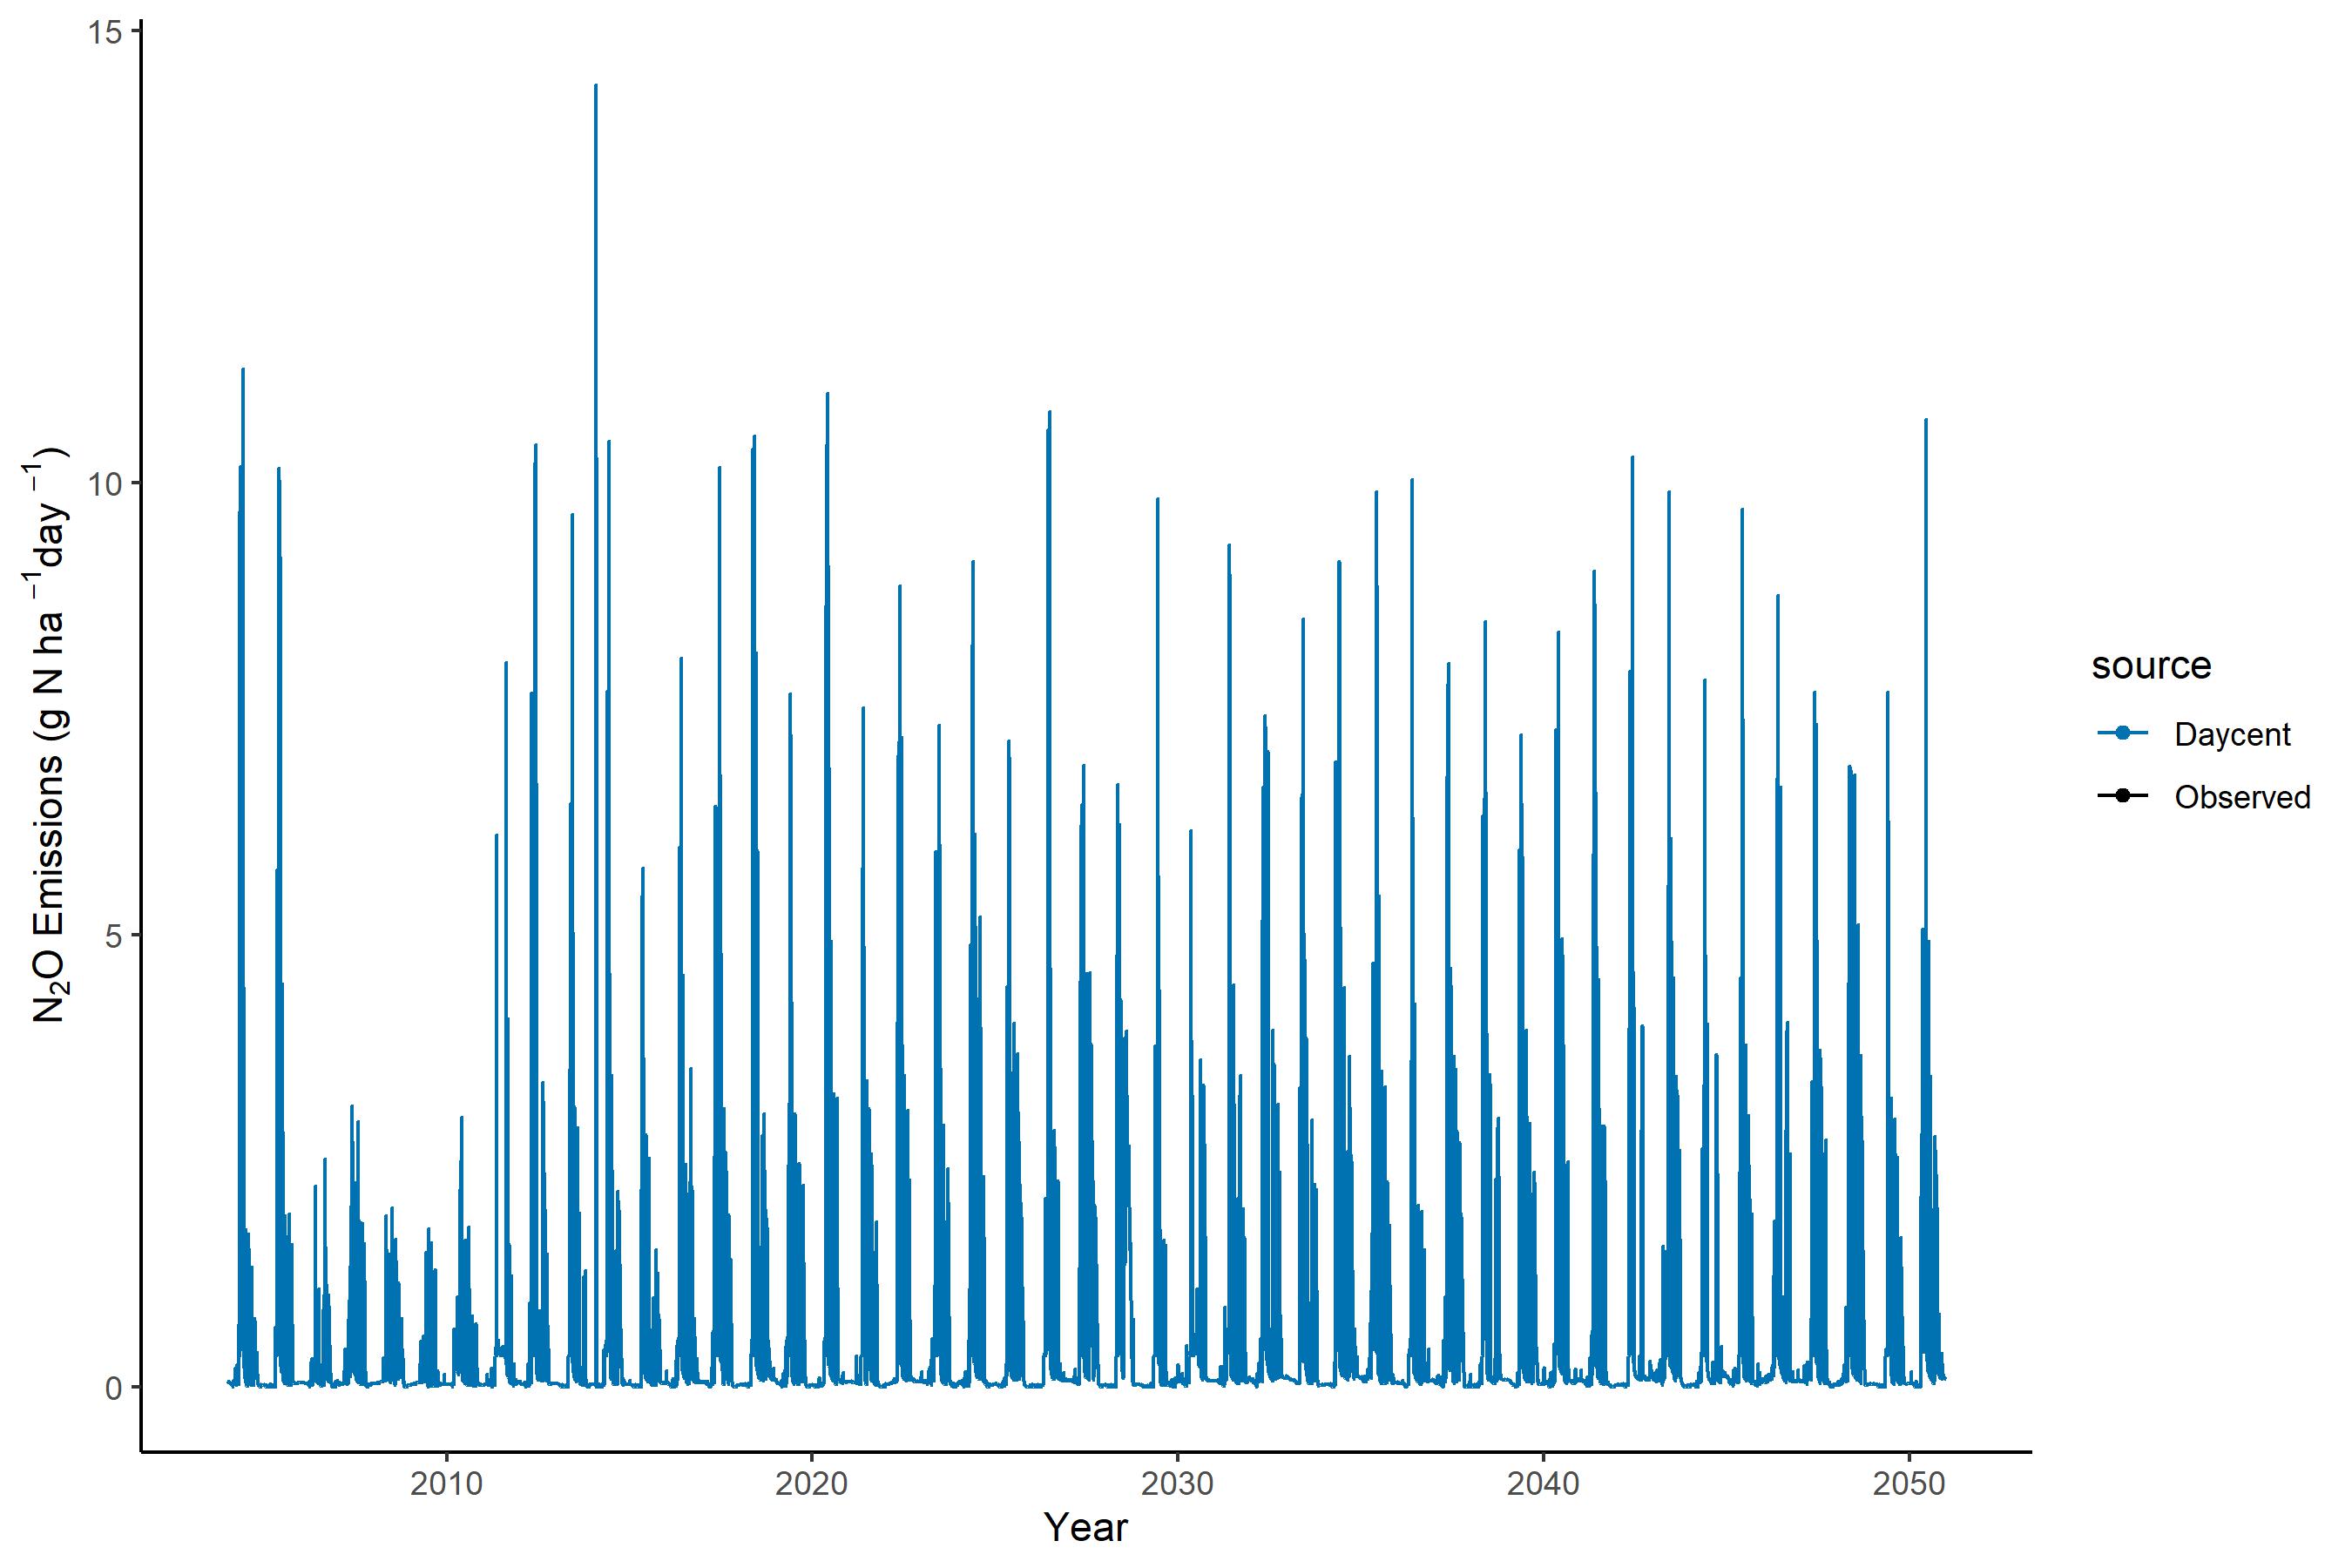 15
10
5
0
N₂O Emissions (g N ha ⁻¹day ⁻¹)
2010 2020 2030 2040 2050
Year
source
Daycent
Observed